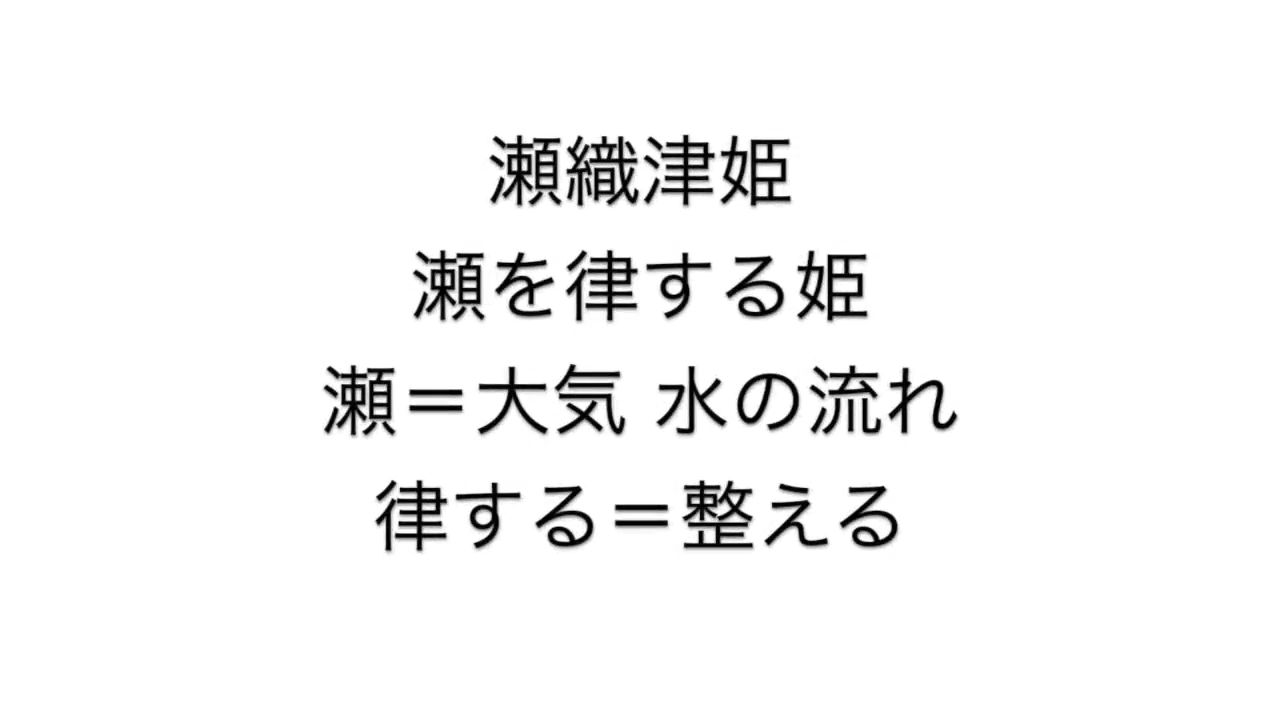 瀬織津姫
瀬を律する姫
瀬＝大気 水の流れ
律する＝整える